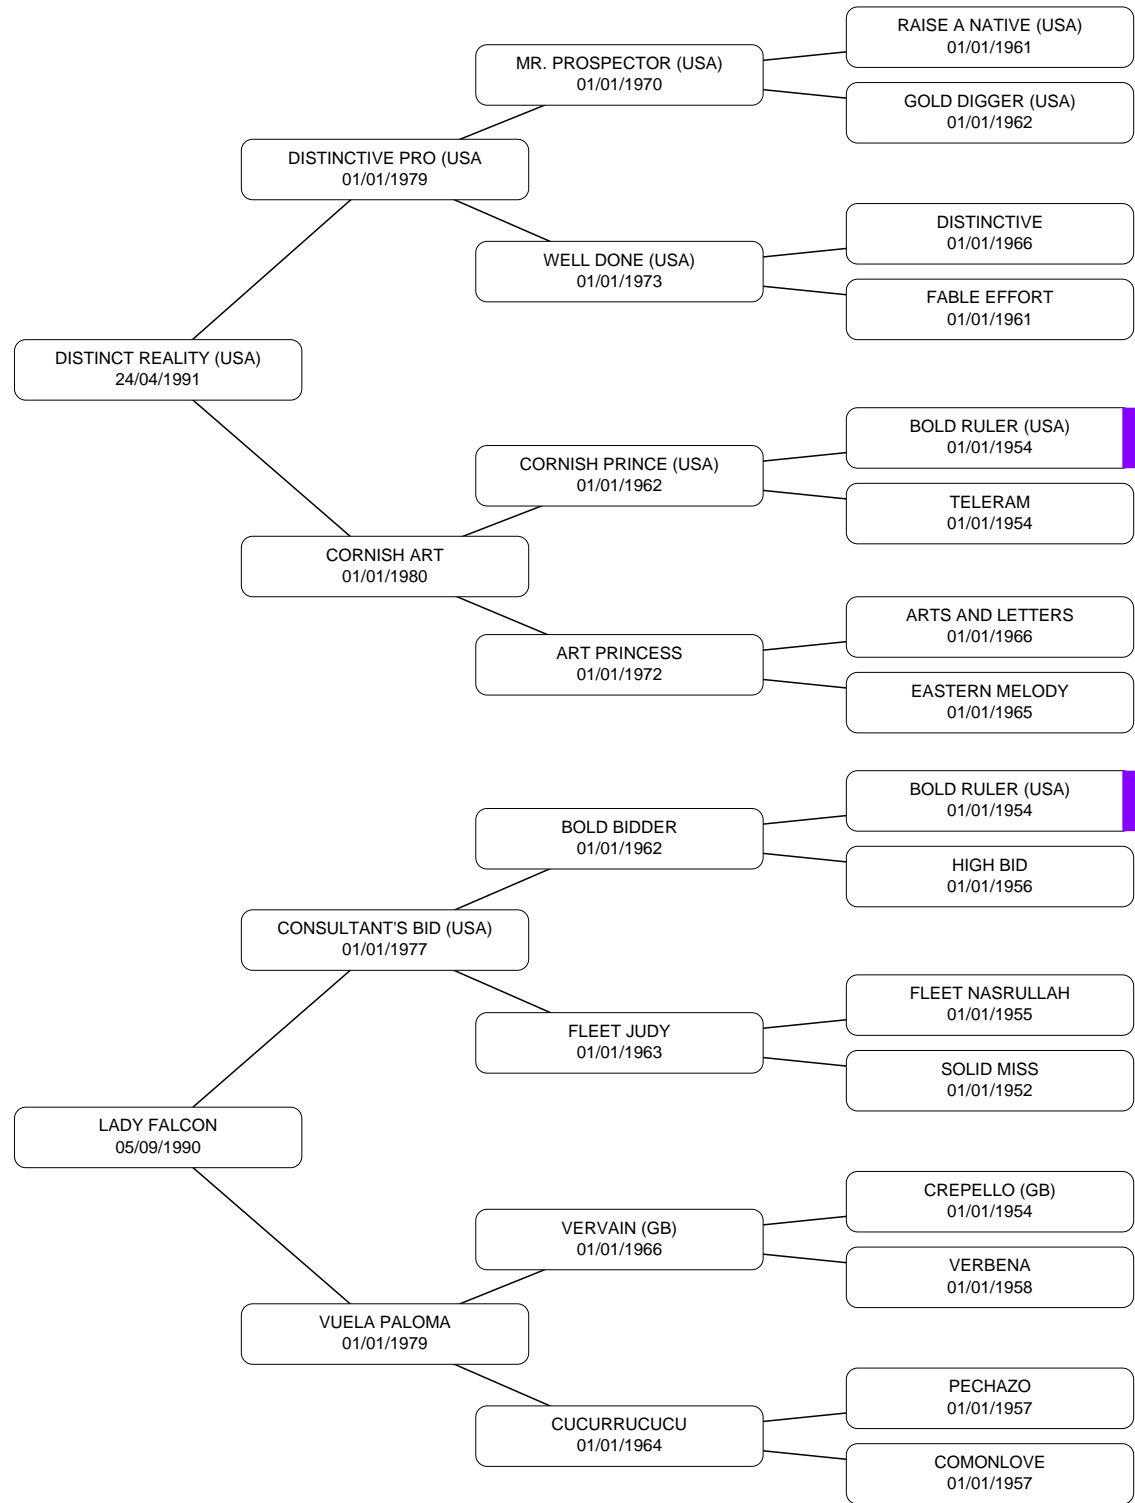 RAISE A NATIVE (USA)
01/01/1961
MR. PROSPECTOR (USA)
01/01/1970
GOLD DIGGER (USA)
01/01/1962
DISTINCTIVE PRO (USA
01/01/1979
DISTINCTIVE
01/01/1966
WELL DONE (USA)
01/01/1973
FABLE EFFORT
01/01/1961
DISTINCT REALITY (USA)
24/04/1991
BOLD RULER (USA)
01/01/1954
CORNISH PRINCE (USA)
01/01/1962
TELERAM
01/01/1954
CORNISH ART
01/01/1980
ARTS AND LETTERS
01/01/1966
ART PRINCESS
01/01/1972
EASTERN MELODY
01/01/1965
BOLD RULER (USA)
01/01/1954
BOLD BIDDER
01/01/1962
HIGH BID
01/01/1956
CONSULTANT'S BID (USA)
01/01/1977
FLEET NASRULLAH
01/01/1955
FLEET JUDY
01/01/1963
SOLID MISS
01/01/1952
LADY FALCON
05/09/1990
CREPELLO (GB)
01/01/1954
VERVAIN (GB)
01/01/1966
VERBENA
01/01/1958
VUELA PALOMA
01/01/1979
PECHAZO
01/01/1957
CUCURRUCUCU
01/01/1964
COMONLOVE
01/01/1957